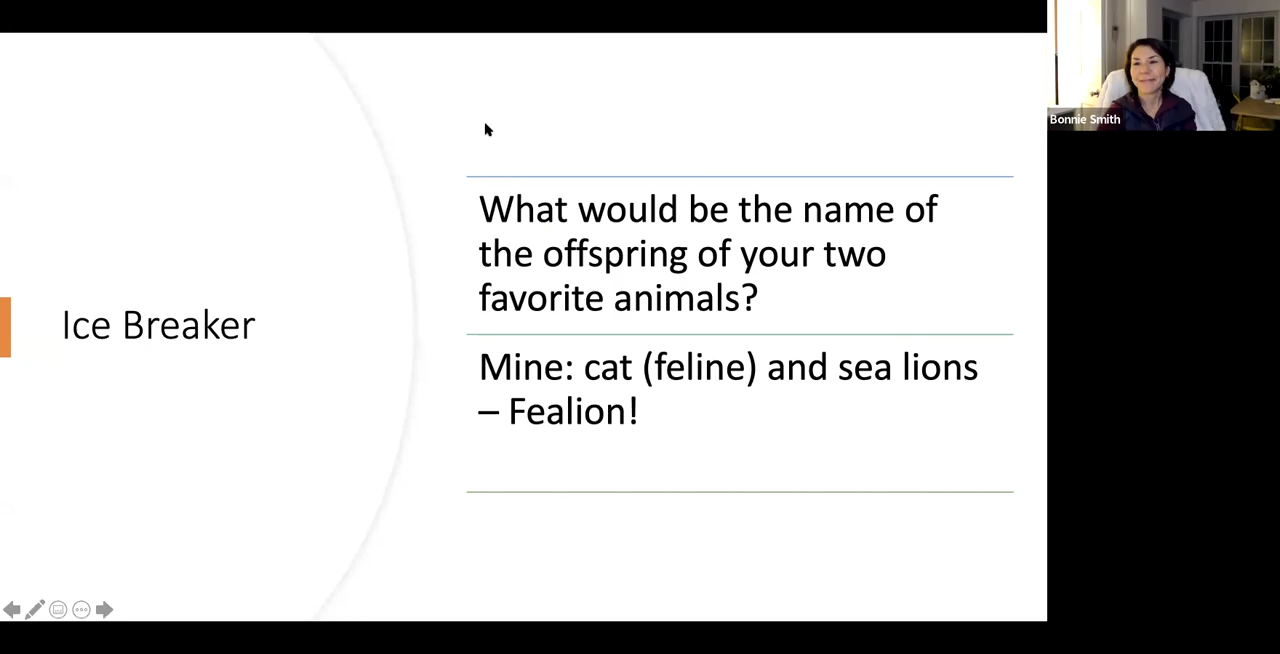 Ice Breaker
What would be the name of
the offspring of your two
favorite animals?
Mine: cat (feline) and sea lions
– Fealion!
Bonnie Smith